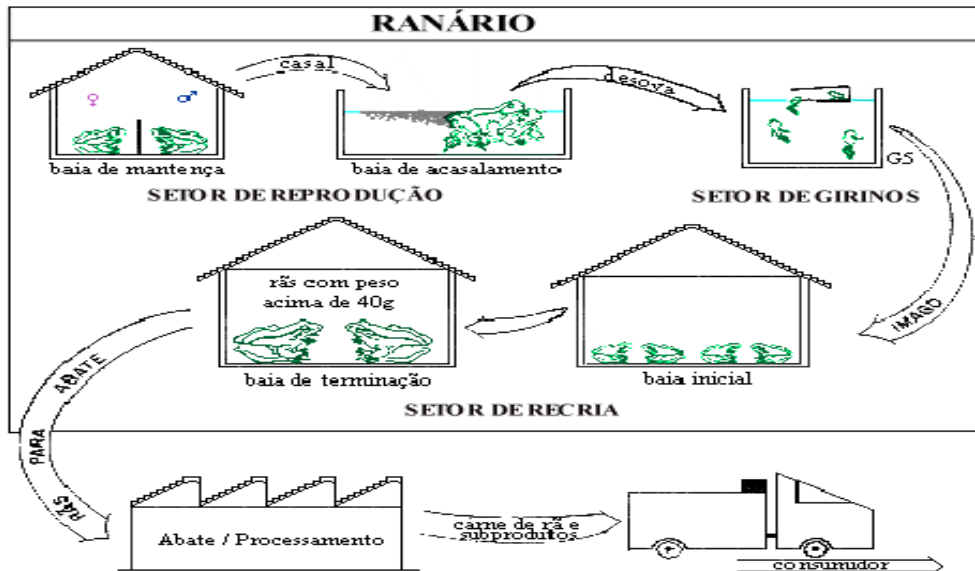 RANÁRIO
casal
desova
♀ ♂
baia de mantença
baia de acasalamento
G5
SETOR DE REPRODUÇÃO
SETOR DE GIRINOS
IMAGO
rãs com peso
acima de 40g
baia de terminação
baia inicial
SETOR DE RECRIA
RÃS PARA ABATE
Abate / Processamento
carne de rã e
subprodutos
consumidor